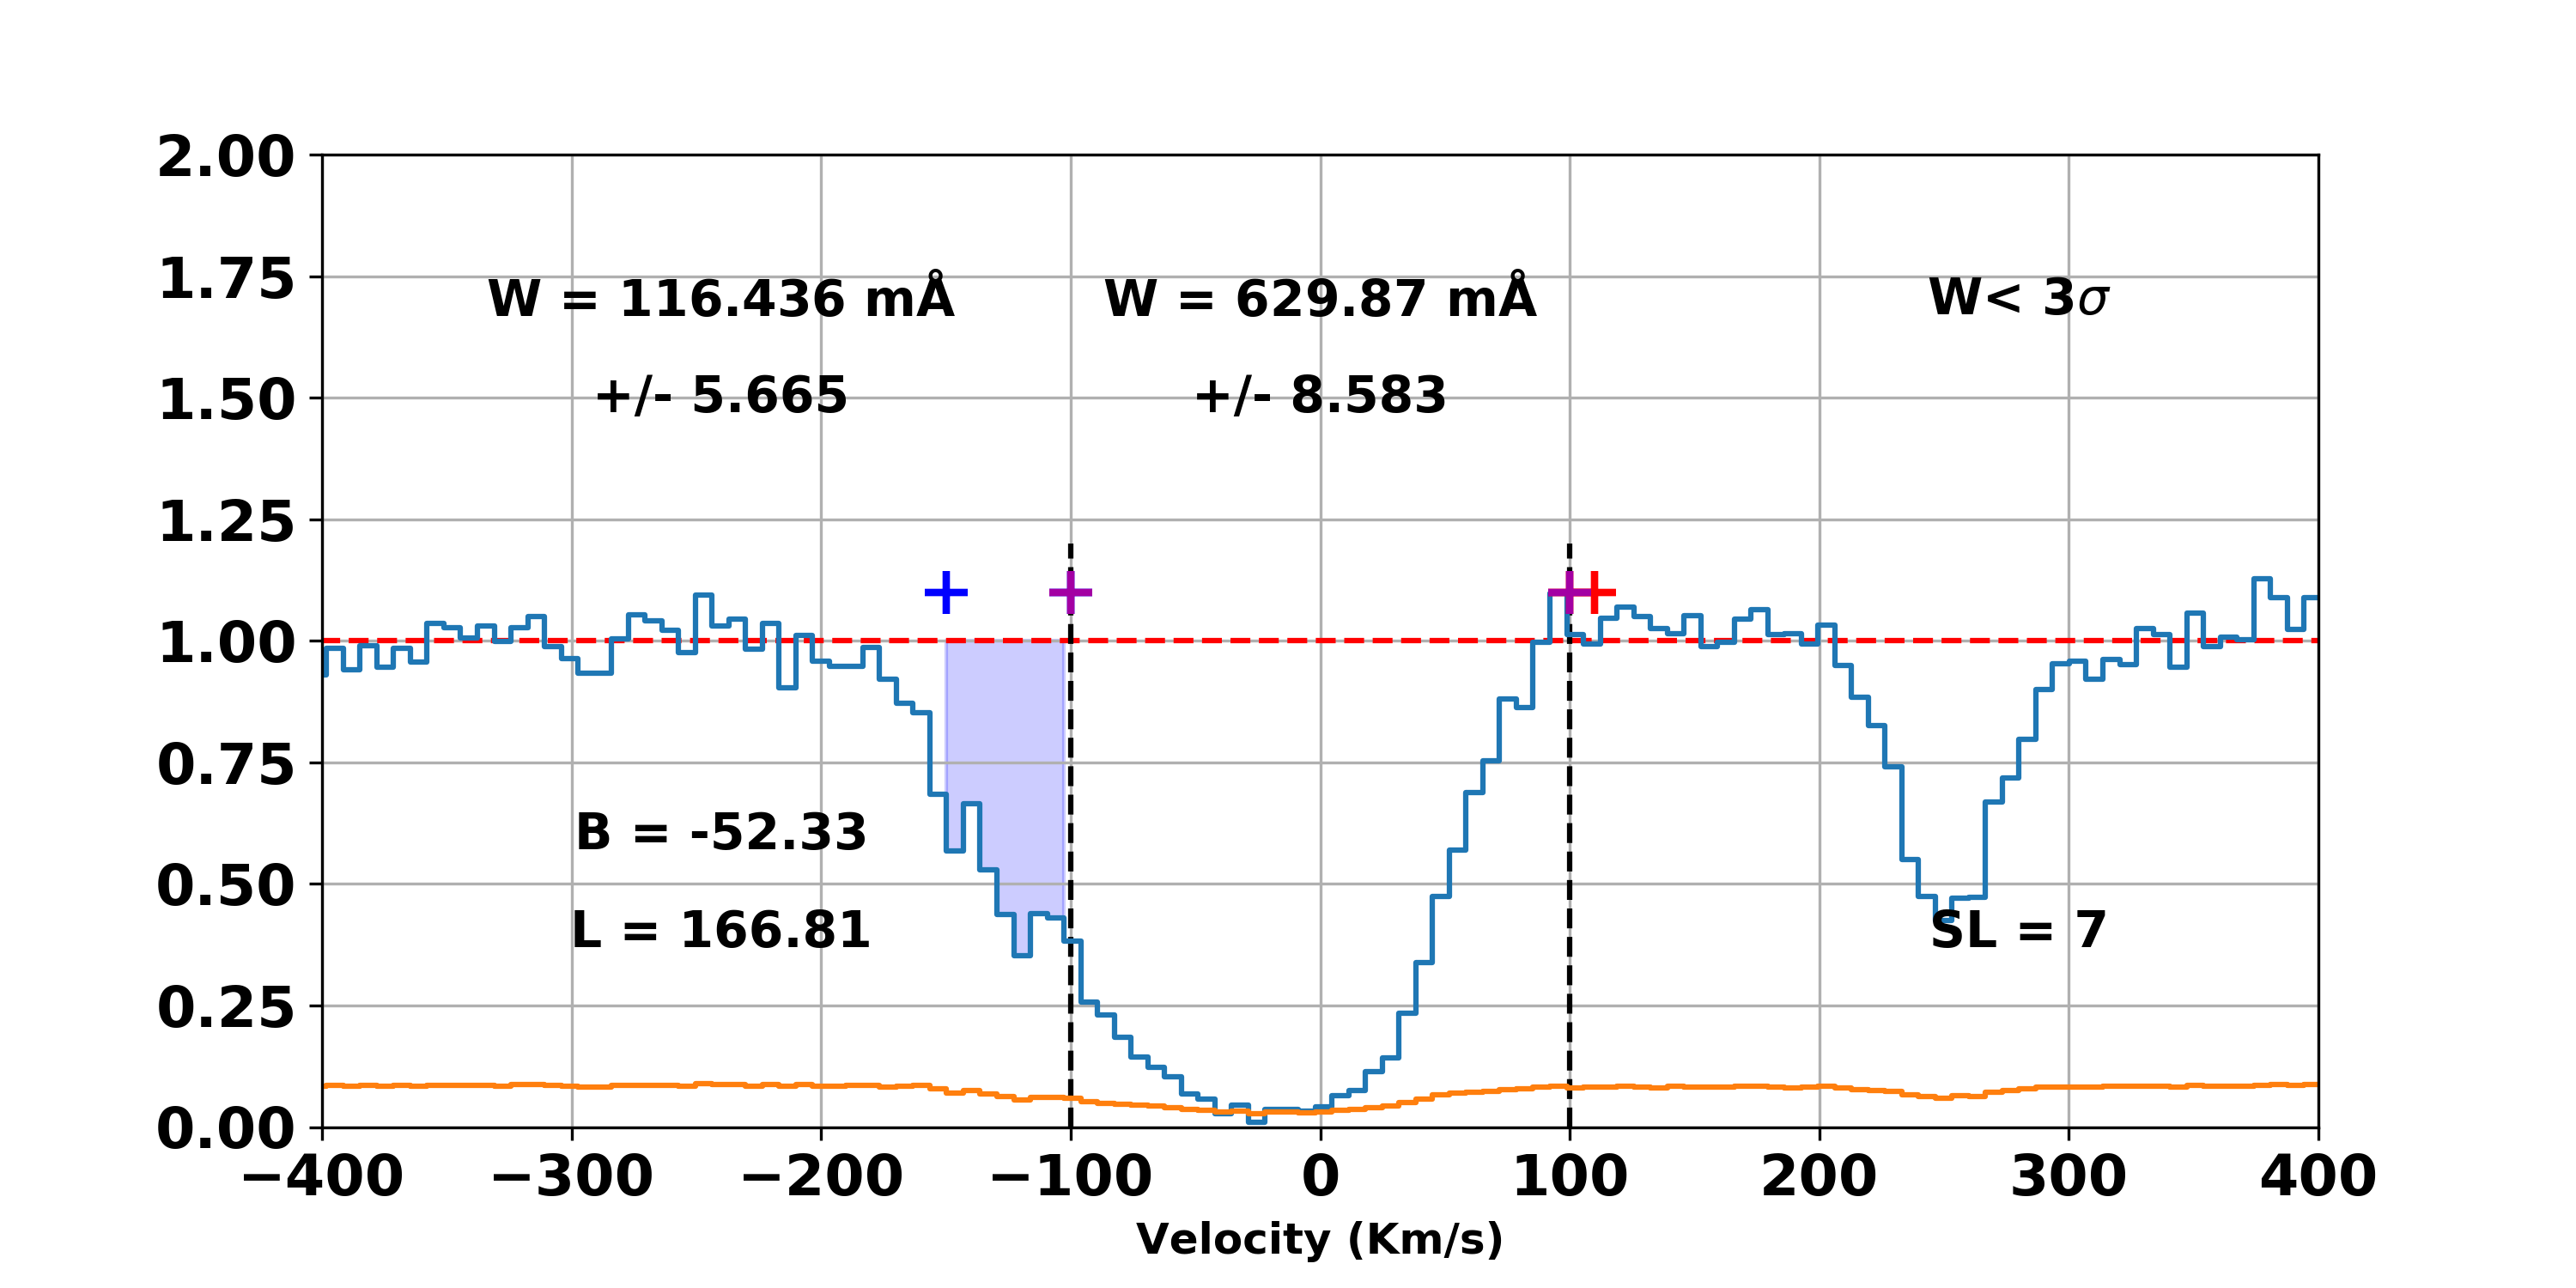 2.00
1.75
1.50
1.25
1.00
0.75
0.50
0.25
0.00
W = 116.436 mÅ
+/- 5.665
W = 629.87 mÅ
+/- 8.583
W< 3σ
B = -52.33
L = 166.81
SL = 7
−400 −300 −200 −100 0 100 200 300 400
Velocity (Km/s)